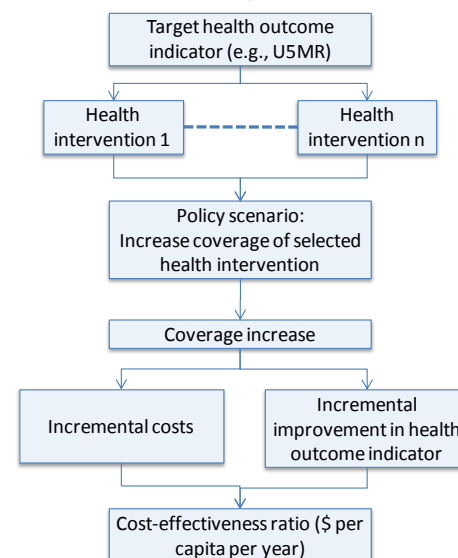 Target health outcome
indicator (e.g., U5MR)
Health
intervention 1
Health
intervention n
Policy scenario:
Increase coverage of selected
health intervention
Coverage increase
Incremental costs
Incremental
improvement in health
outcome indicator
Cost-effectiveness ratio ($ per
capita per year)